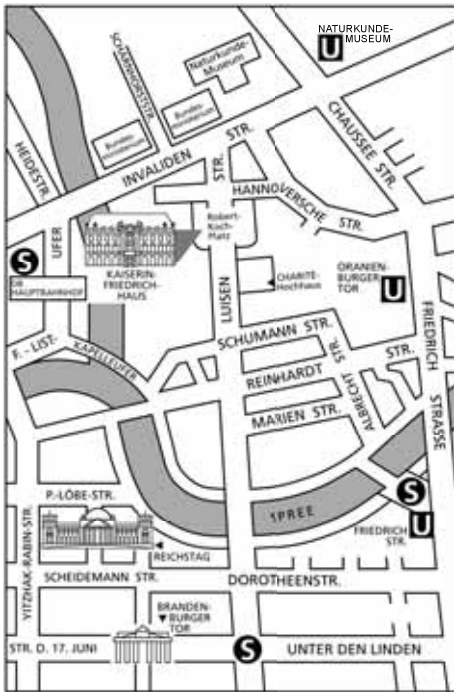 NATURKUNDE-
MUSEUM
U
SCHARNHORSTSTR.
Naturkunde-
Museum
Bundes-
ministerium
Bundes-
ministerium
HEIDESTR.
INVALIDEN STR.
CHAUSSEE STR.
HANNOVERSCHE STR.
LUISEN STR.
Robert-
Koch-
Platz
UFER
S
DB
HAUPTBAHNHOF
KAISERIN-
FRIEDRICH-
HAUS
CHARITE-
Hochhaus
ORANIEN-
BURGER
TOR
U
FRIEDRICH STRASSE
SCHUMANN STR.
F.-LIST-
KAPELLEUFER
REINHARDT STR.
ALBRECHT STR.
MARIEN STR.
S
SPREE
U
FRIEDRICH
STR.
P.-LÖBE-STR.
YITZHAK-RABIN-STR.
REICHSTAG
SCHEIDEMANN STR.
DOROTHEENSTR.
BRANDEN-
BURGER
TOR
STR. D. 17. JUNI
S
UNTER DEN LINDEN